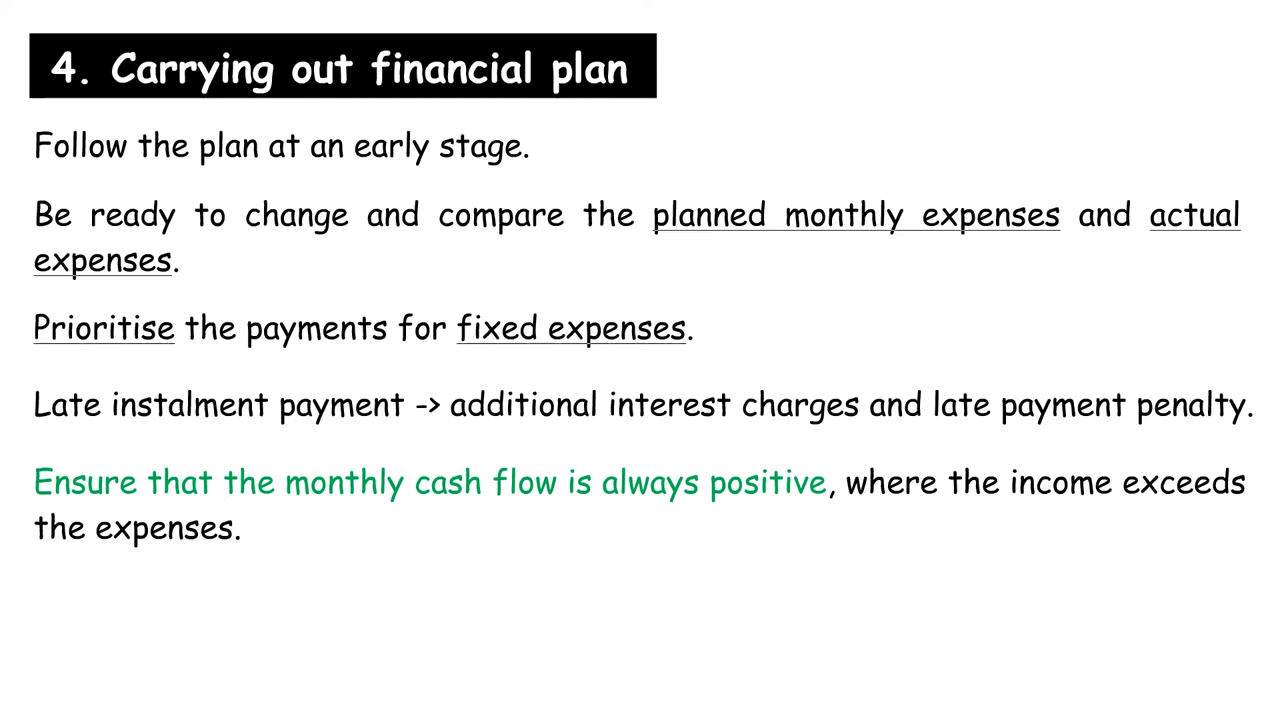 4. Carrying out financial plan
Follow the plan at an early stage.
Be ready to change and compare the planned monthly expenses and actual
expenses.
Prioritise the payments for fixed expenses.
Late instalment payment -> additional interest charges and late payment penalty.
Ensure that the monthly cash flow is always positive, where the income exceeds
the expenses.